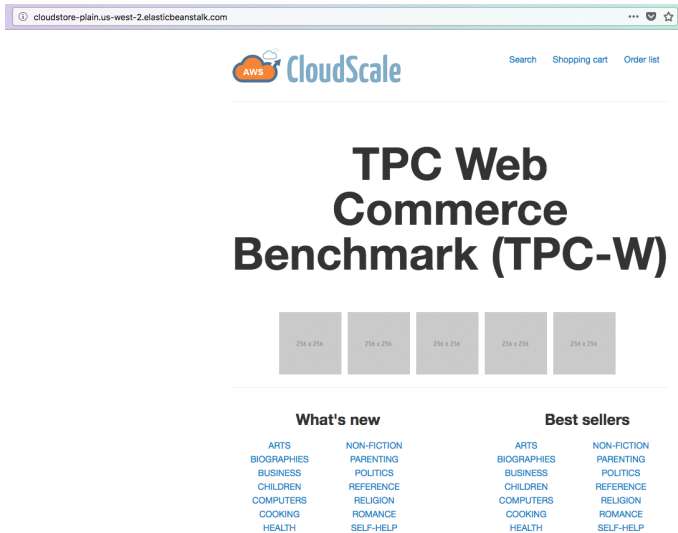 cloudstore-plain.us-west-2.elasticbeanstalk.com
AWS CloudScale
Search Shopping cart Order list
TPC Web
Commerce
Benchmark (TPC-W)
256 x 256 256 x 256 256 x 256 256 x 256 256 x 256
What's new Best sellers
ARTS NON-FICTION ARTS NON-FICTION
BIOGRAPHIES PARENTING BIOGRAPHIES PARENTING
BUSINESS POLITICS BUSINESS POLITICS
CHILDREN REFERENCE CHILDREN REFERENCE
COMPUTERS RELIGION COMPUTERS RELIGION
COOKING ROMANCE COOKING ROMANCE
HEALTH SELF-HELP HEALTH SELF-HELP